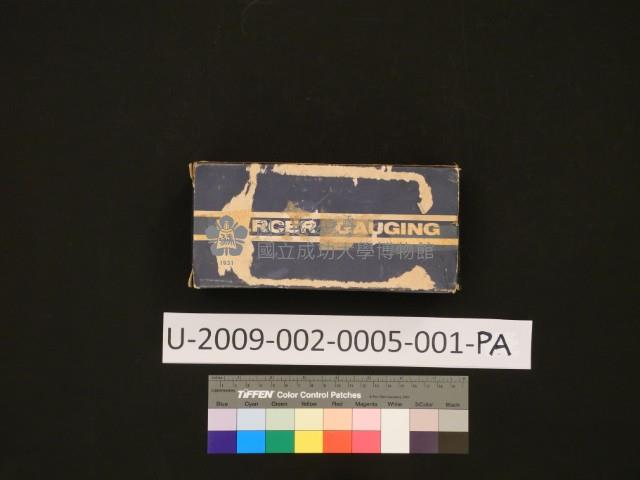 RCER GAUGING
1931
國立成功大學博物館
U-2009-002-0005-001-PA
TIFFEN Color Control Patches
Blue Cyan Green Yellow Red Magenta White 3/Color Black